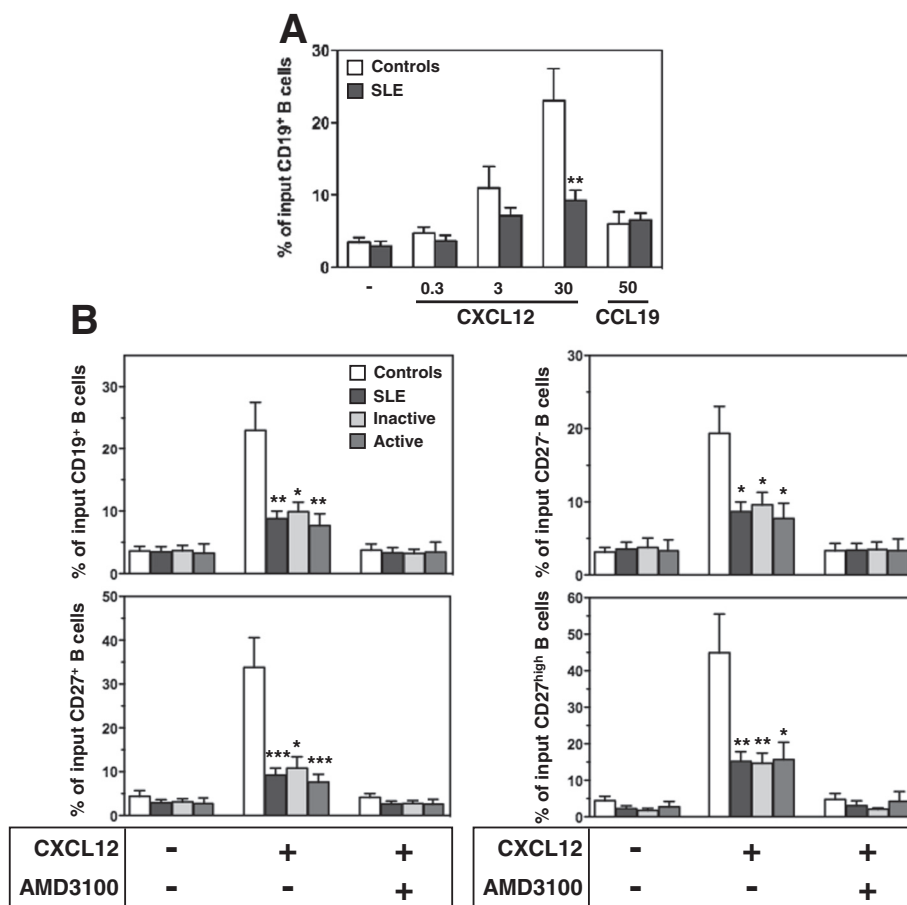 A
% of input CD19+ B cells
30
20
10
0
Controls
SLE
**
- 0.3 3 30 50
CXCL12 CCL19
B
% of input CD19+ B cells
30
20
10
0
Controls
SLE
Inactive
Active
** * **
% of input CD27- B cells
30
20
10
0
* * *
% of input CD27+ B cells
50
40
30
20
10
0
*** * ***
% of input CD27high B cells
60
50
40
30
20
10
0
** ** *
CXCL12 - + +
AMD3100 - - +
CXCL12 - + +
AMD3100 - - +